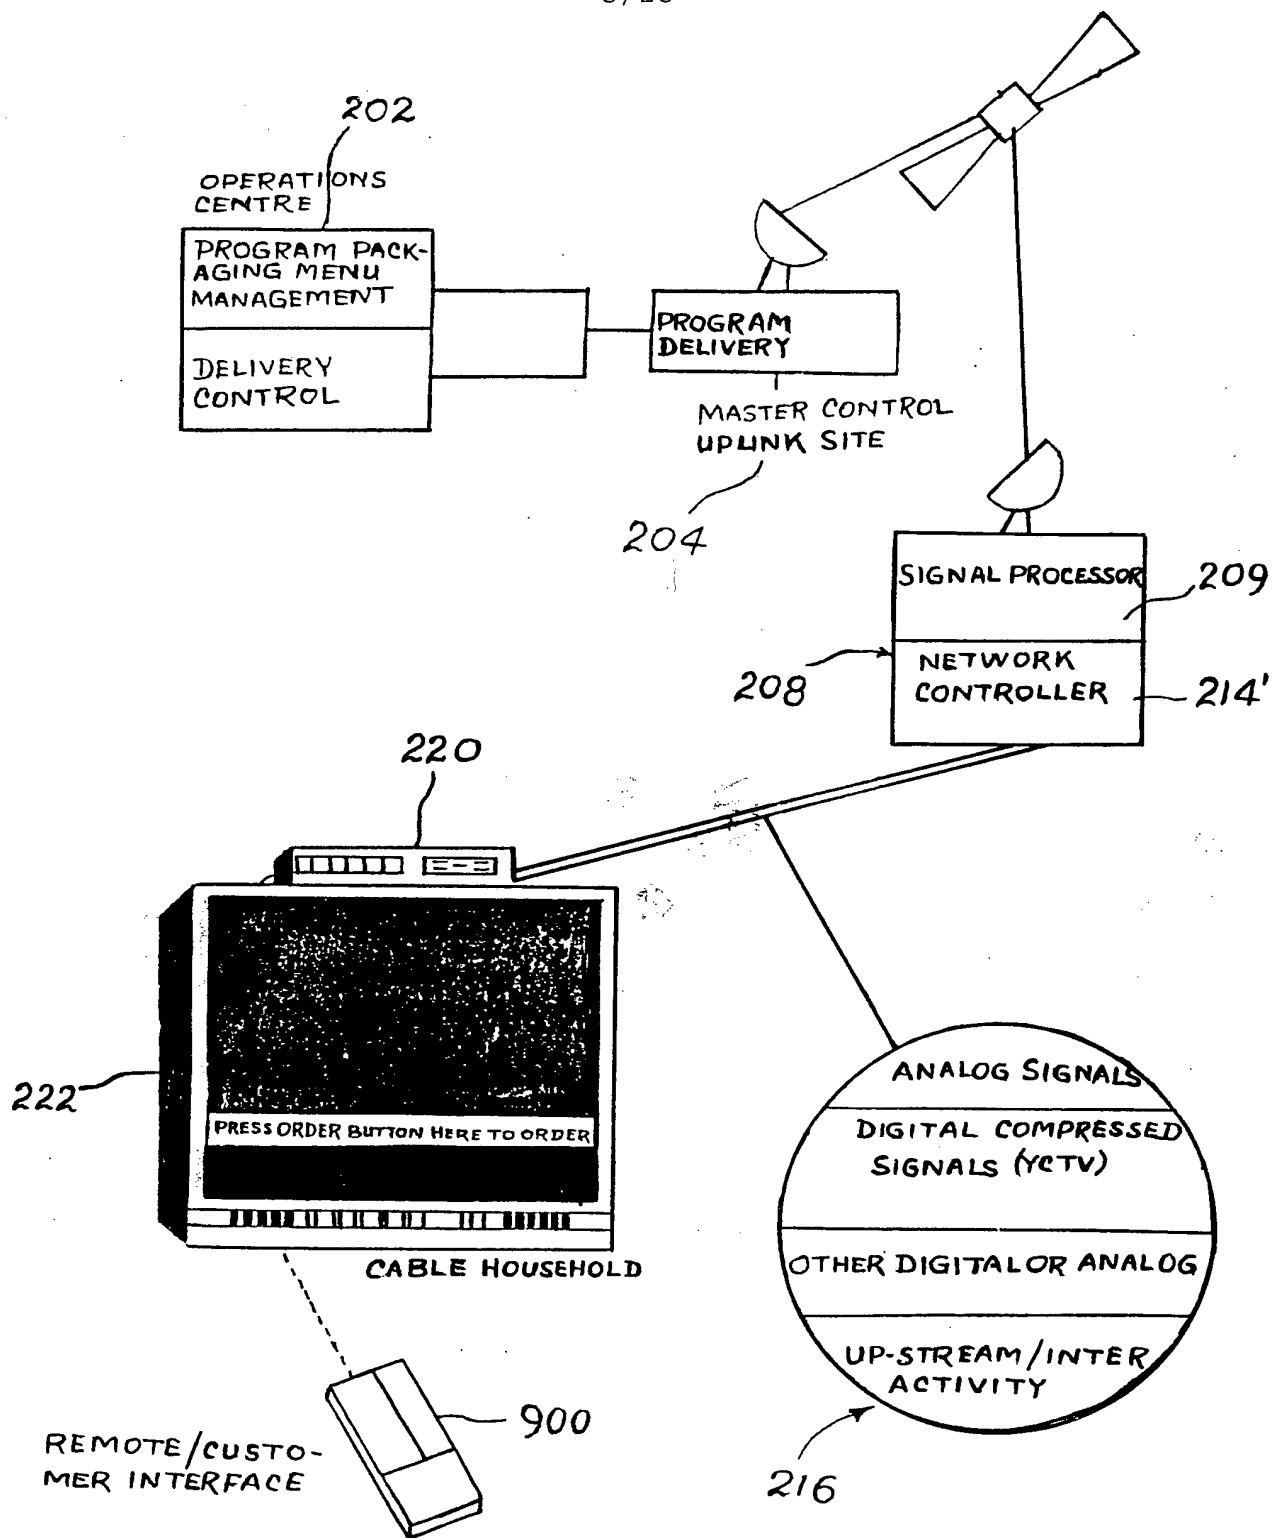 202
OPERATIONS
CENTRE
PROGRAM PACK-
AGING MENU
MANAGEMENT
DELIVERY
CONTROL
PROGRAM
DELIVERY
MASTER CONTROL
UPLINK SITE
204
SIGNAL PROCESSOR
209
NETWORK
CONTROLLER
208
214'
220
222
PRESS ORDER BUTTON HERE TO ORDER
CABLE HOUSEHOLD
ANALOG SIGNALS
DIGITAL COMPRESSED
SIGNALS (YCTV)
OTHER DIGITAL OR ANALOG
UP-STREAM/INTER
ACTIVITY
216
900
REMOTE/CUSTO-
MER INTERFACE